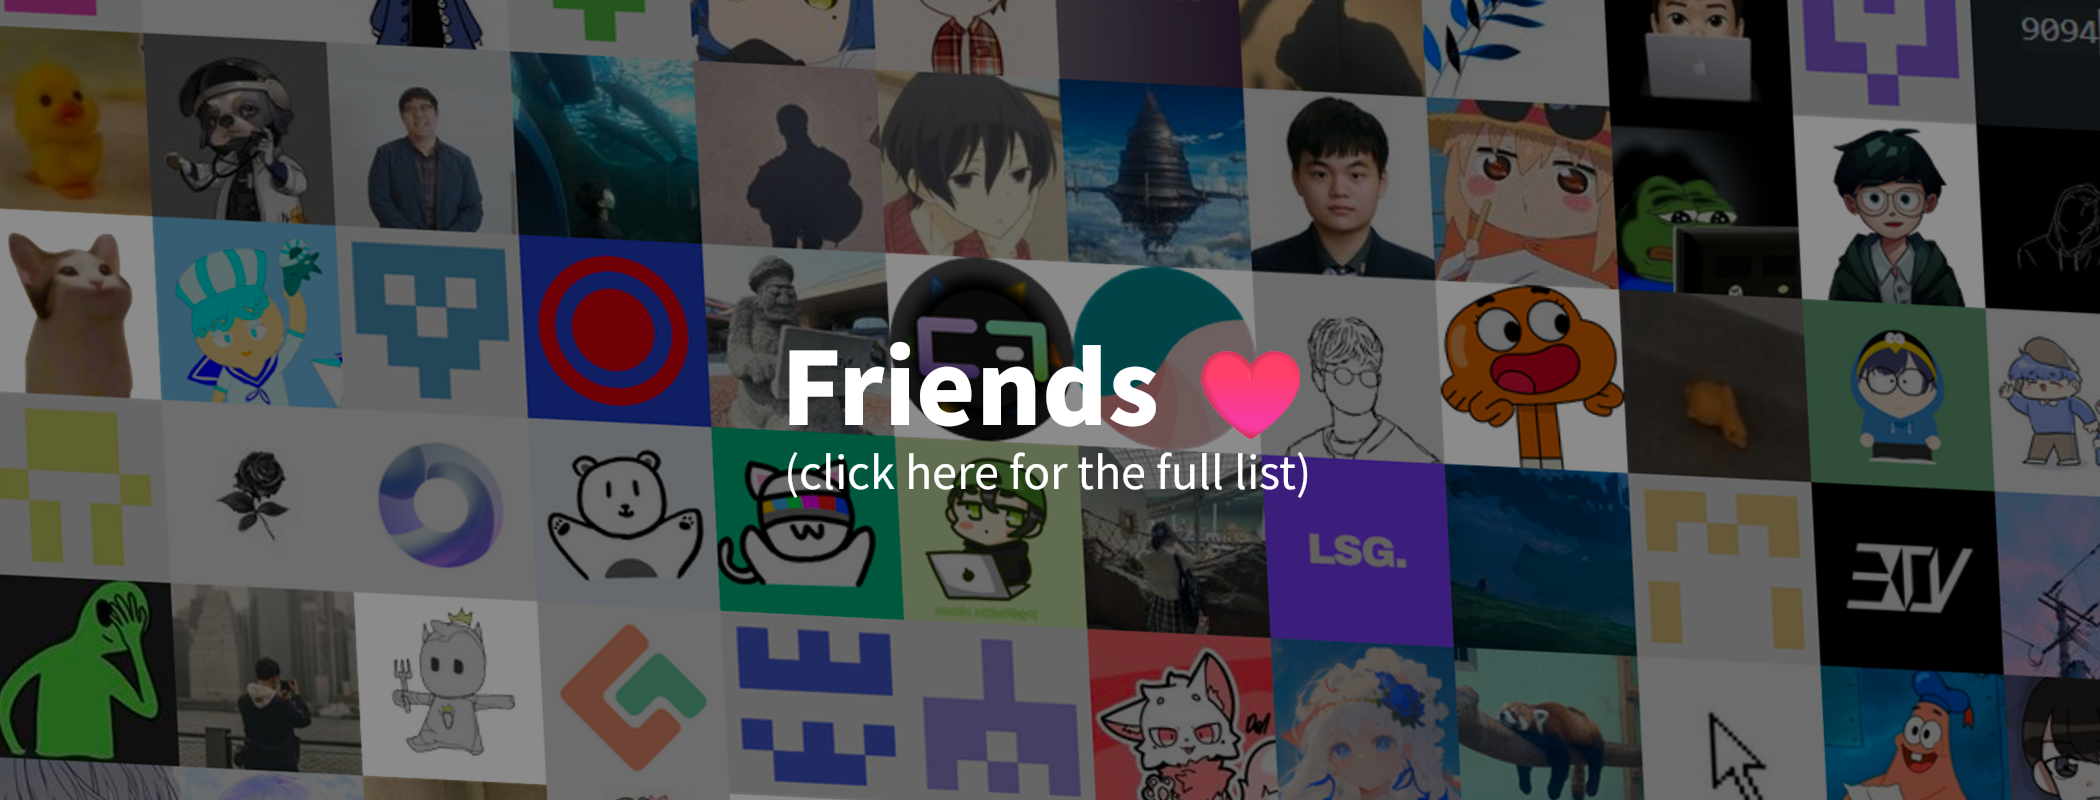 9094
Friends ❤️
(click here for the full list)
LSG.